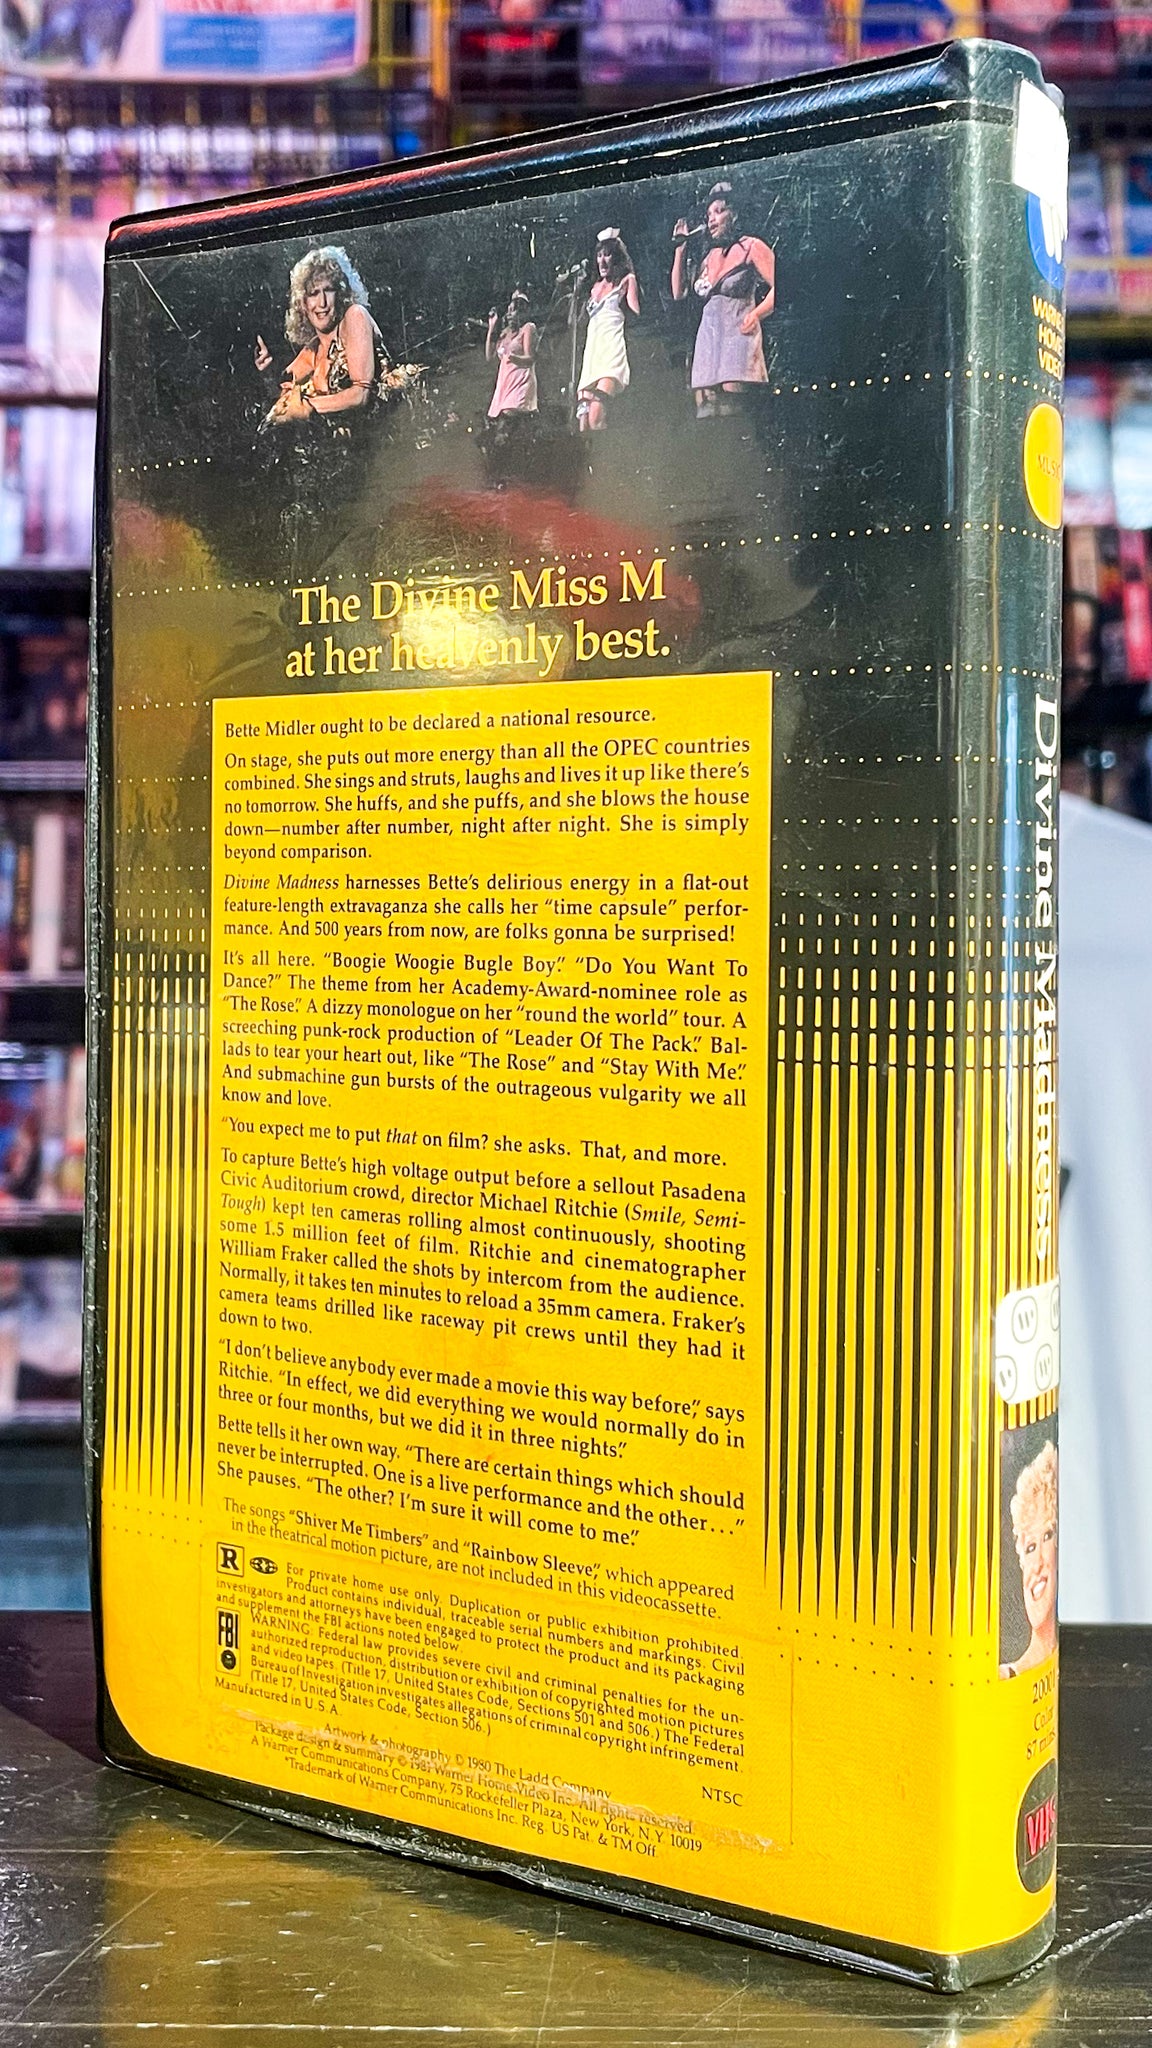 The Divine Miss M
at her heavenly best.
Bette Midler ought to be declared a national resource.
On stage, she puts out more energy than all the OPEC countries
combined. She sings and struts, laughs and lives it up like there's
no tomorrow. She huffs, and she puffs, and she blows the house
down—number after number, night after night. She is simply
beyond comparison.
Divine Madness harnesses Bette's delirious energy in a flat-out
feature-length extravaganza she calls her "time capsule" perfor-
mance. And 500 years from now, are folks gonna be surprised!
It's all here. "Boogie Woogie Bugle Boy." "Do You Want To
Dance?" The theme from her Academy-Award-nominee role as
"The Rose." A dizzy monologue on her "round the world" tour. A
screeching punk-rock production of "Leader Of The Pack." Bal-
lads to tear your heart out, like "The Rose" and "Stay With Me."
And submachine gun bursts of the outrageous vulgarity we all
know and love.
"You expect me to put that on film? she asks. That, and more.
To capture Bette's high voltage output before a sellout Pasadena
Civic Auditorium crowd, director Michael Ritchie (Smile, Semi-
Tough) kept ten cameras rolling almost continuously, shooting
some 1.5 million feet of film. Ritchie and cinematographer
William Fraker called the shots by intercom from the audience.
Normally, it takes ten minutes to reload a 35mm camera. Fraker's
camera teams drilled like raceway pit crews until they had it
down to two.
"I don't believe anybody ever made a movie this way before," says
Ritchie. "In effect, we did everything we would normally do in
three or four months, but we did it in three nights."
Bette tells it her own way. "There are certain things which should
never be interrupted. One is a live performance and the other..."
She pauses. "The other? I'm sure it will come to me."
The songs "Shiver Me Timbers" and "Rainbow Sleeve," which appeared
in the theatrical motion picture, are not included in this videocassette.
R
For private home use only. Duplication or public exhibition prohibited.
Product contains individual, traceable serial numbers and markings. Civil
investigators and attorneys have been engaged to protect the product and its packaging
and supplement the FBI actions noted below.
FBI
WARNING: Federal law provides severe civil and criminal penalties for the un-
authorized reproduction, distribution or exhibition of copyrighted motion pictures
and video tapes. (Title 17, United States Code, Sections 501 and 506.) The Federal
Bureau of Investigation investigates allegations of criminal copyright infringement.
(Title 17, United States Code, Section 506.)
Manufactured in U.S.A.
NTSC
Artwork & photography © 1980 The Ladd Company
Package design & summary © 1981 Warner Home Video Inc. All rights reserved
A Warner Communications Company, 75 Rockefeller Plaza, New York, N.Y. 10019
*Trademark of Warner Communications Inc. Reg. US Pat. & TM Off.
HOME
VIDEO
Divine Madness
VHS